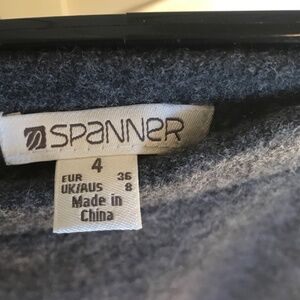 SPANNER
4
EUR 36
UK/AUS 8
Made in
China